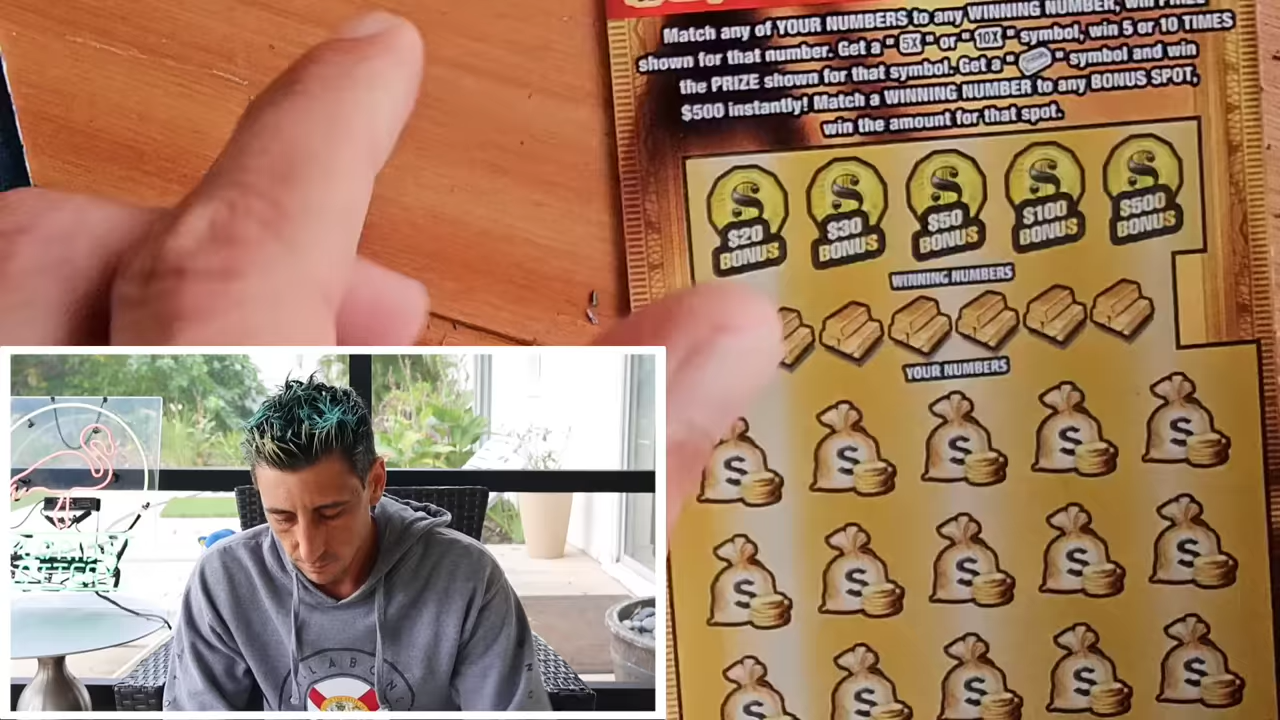 Match any of YOUR NUMBERS to any WINNING NUMBER, win PRIZE
shown for that number. Get a "5X" or "10X" symbol, win 5 or 10 TIMES
the PRIZE shown for that symbol. Get a " " symbol and win
$500 instantly! Match a WINNING NUMBER to any BONUS SPOT,
win the amount for that spot.
$20 BONUS
$30 BONUS
$50 BONUS
$100 BONUS
$500 BONUS
WINNING NUMBERS
YOUR NUMBERS